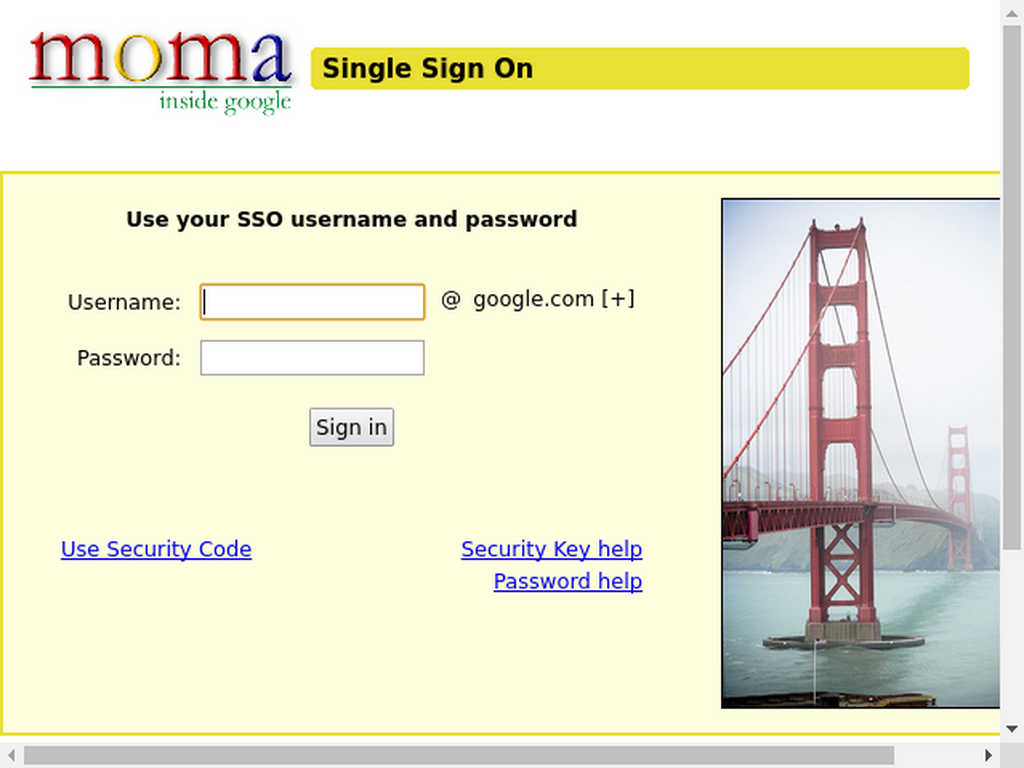 moma
inside google
Single Sign On
Use your SSO username and password
Username: @ google.com [+]
Password:
Sign in
Use Security Code Security Key help
Password help